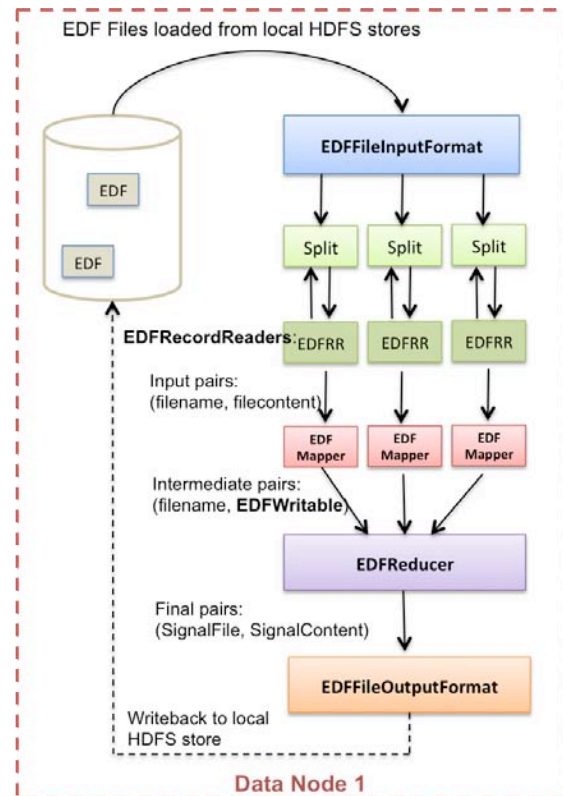 EDF Files loaded from local HDFS stores
EDFFileInputFormat
EDF
EDF
Split
Split
Split
EDFRecordReaders:
EDFRR
EDFRR
EDFRR
Input pairs:
(filename, filecontent)
EDF
Mapper
EDF
Mapper
EDF
Mapper
Intermediate pairs:
(filename, EDFWritable)
EDFReducer
Final pairs:
(SignalFile, SignalContent)
EDFFileOutputFormat
Writeback to local
HDFS store
Data Node 1